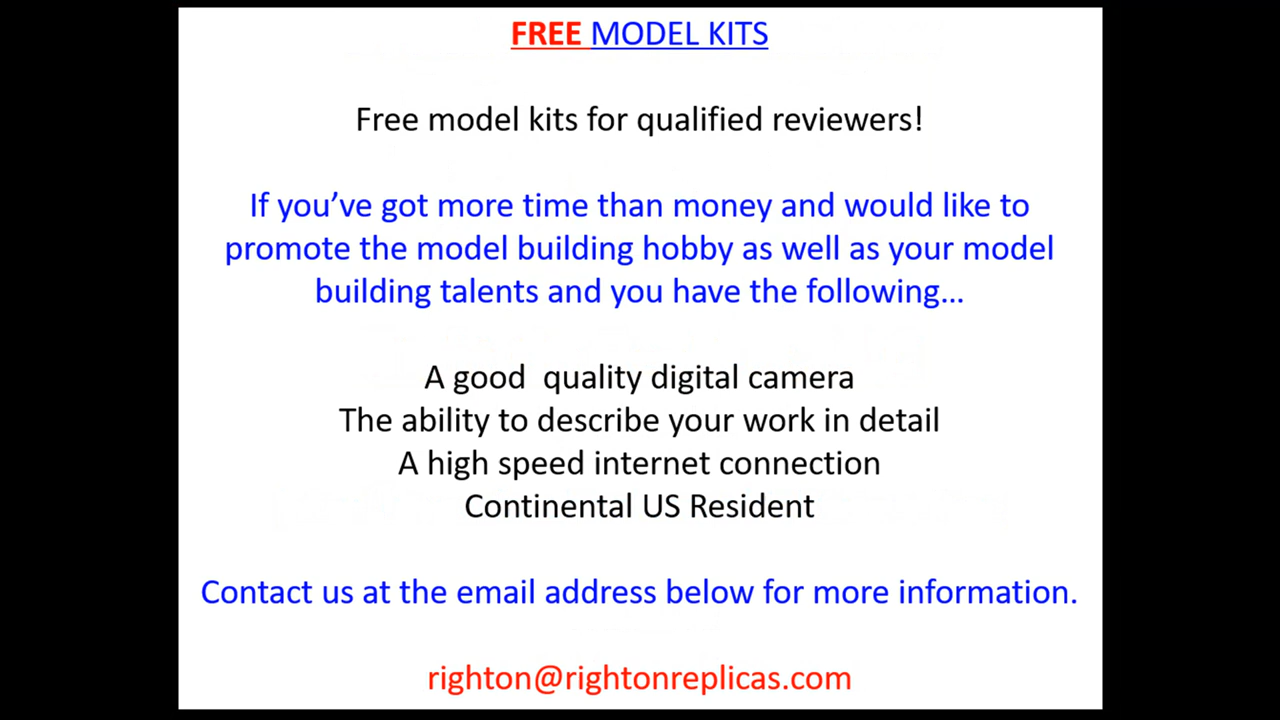 FREE MODEL KITS
Free model kits for qualified reviewers!
If you’ve got more time than money and would like to
promote the model building hobby as well as your model
building talents and you have the following…
A good  quality digital camera
The ability to describe your work in detail
A high speed internet connection
Continental US Resident
Contact us at the email address below for more information.
righton@rightonreplicas.com